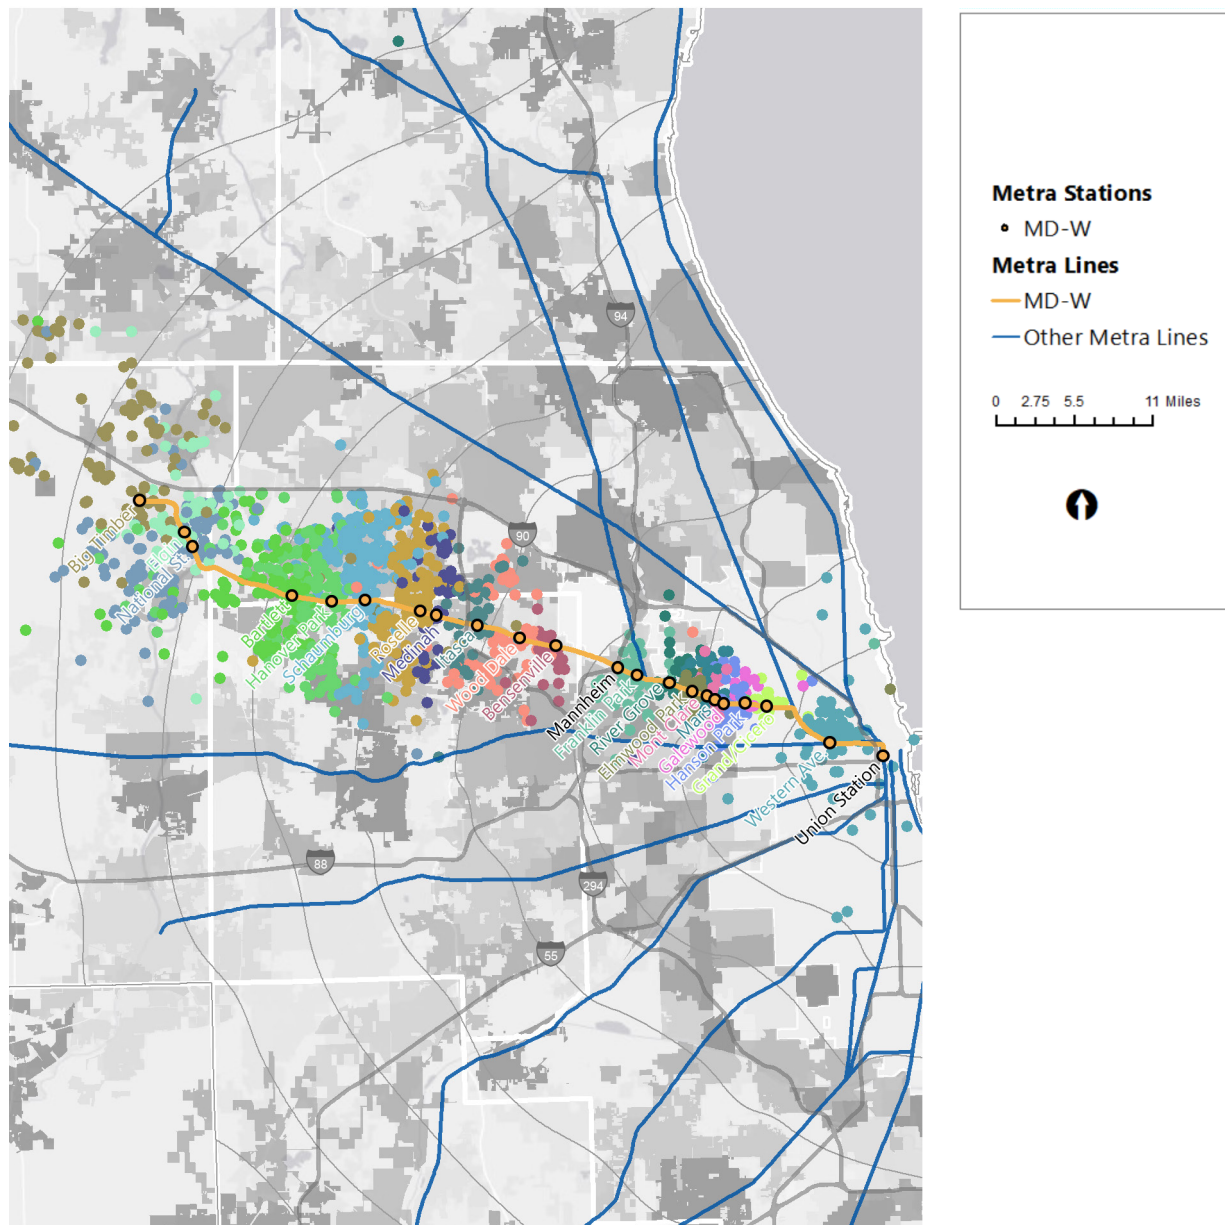 Metra Stations
MD-W
Metra Lines
MD-W
Other Metra Lines
0 2.75 5.5 11 Miles
94
90
Big Timber
Elgin
National St.
Bartlett
Hanover Park
Schaumburg
Roselle
Medinah
Itasca
Wood Dale
Bensenville
Mannheim
Franklin Park
River Grove
Elmwood Park
Mont Clare
Mars
Galewood
Hanson Park
Grand/Cicero
Western Ave.
Union Station
88
294
55